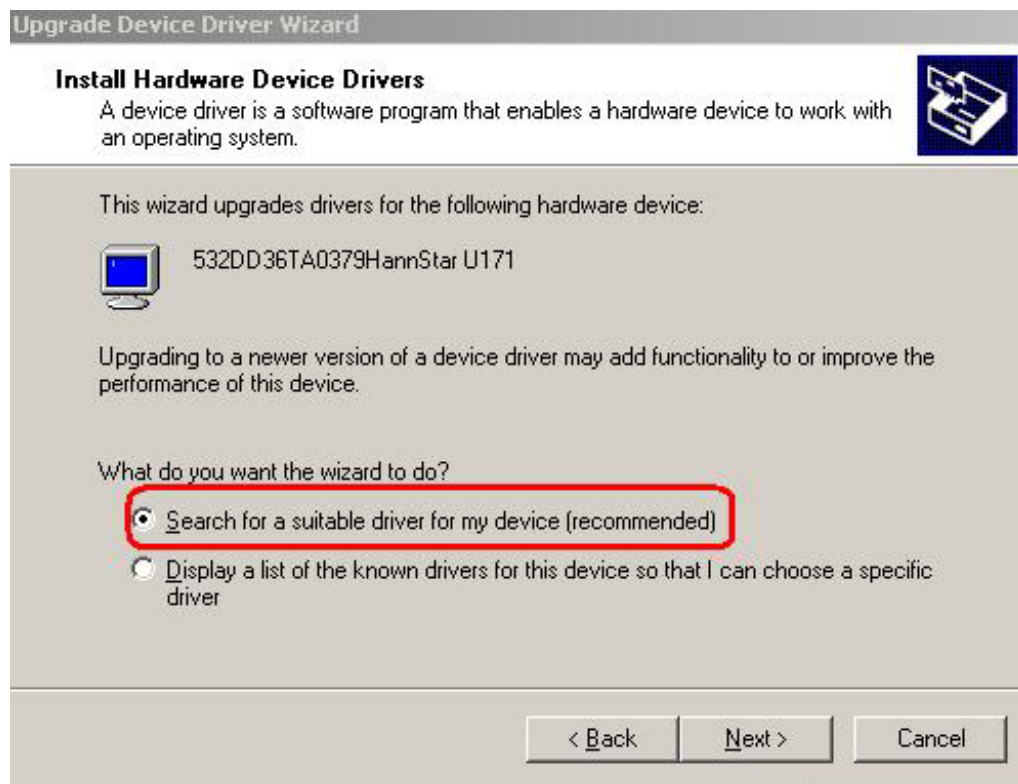 Upgrade Device Driver Wizard
Install Hardware Device Drivers
A device driver is a software program that enables a hardware device to work with
an operating system.
This wizard upgrades drivers for the following hardware device:
532DD36TA0379HannStar U171
Upgrading to a newer version of a device driver may add functionality to or improve the
performance of this device.
What do you want the wizard to do?
Search for a suitable driver for my device (recommended)
Display a list of the known drivers for this device so that I can choose a specific
driver
< Back Next > Cancel